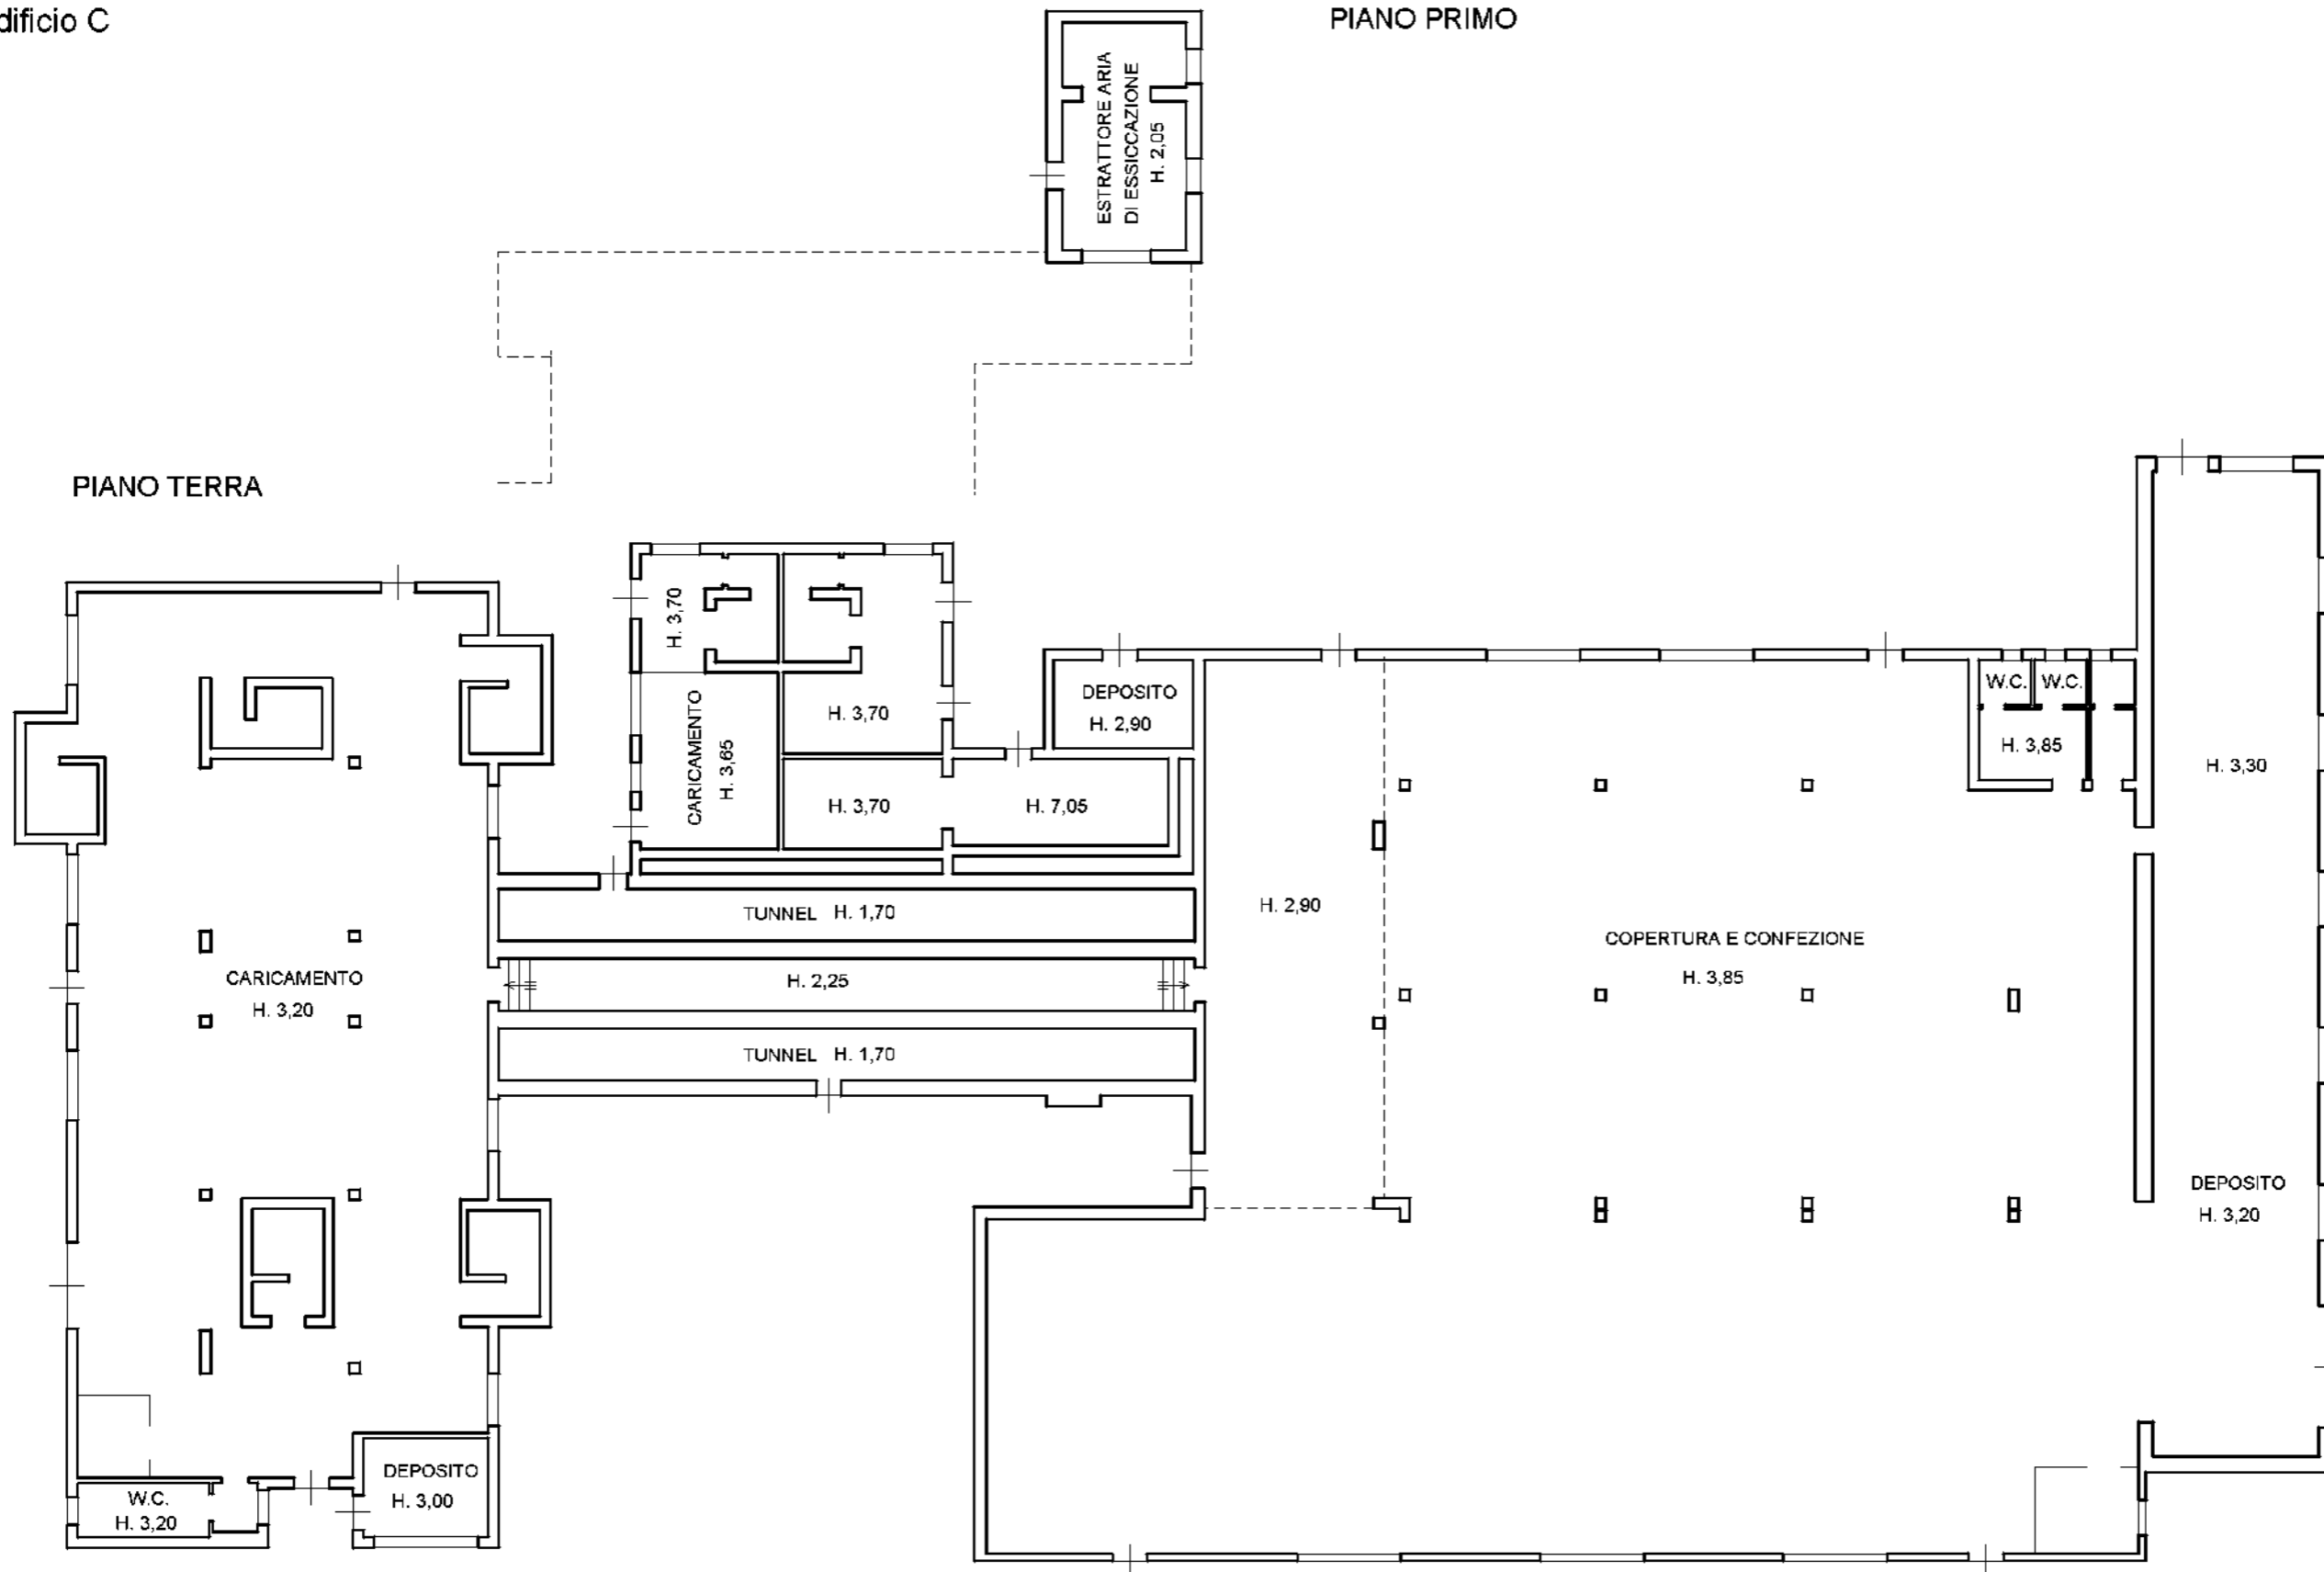 dificio C
PIANO PRIMO
ESTRATTORE ARIA
DI ESSICCAZIONE
H. 2,05
PIANO TERRA
H. 3,70
CARICAMENTO
H. 3,65
H. 3,70
H. 3,70
H. 7,05
DEPOSITO
H. 2,90
W.C.
W.C.
H. 3,85
H. 3,30
TUNNEL H. 1,70
H. 2,90
COPERTURA E CONFEZIONE
H. 3,85
CARICAMENTO
H. 3,20
H. 2,25
TUNNEL H. 1,70
DEPOSITO
H. 3,20
DEPOSITO
H. 3,00
W.C.
H. 3,20